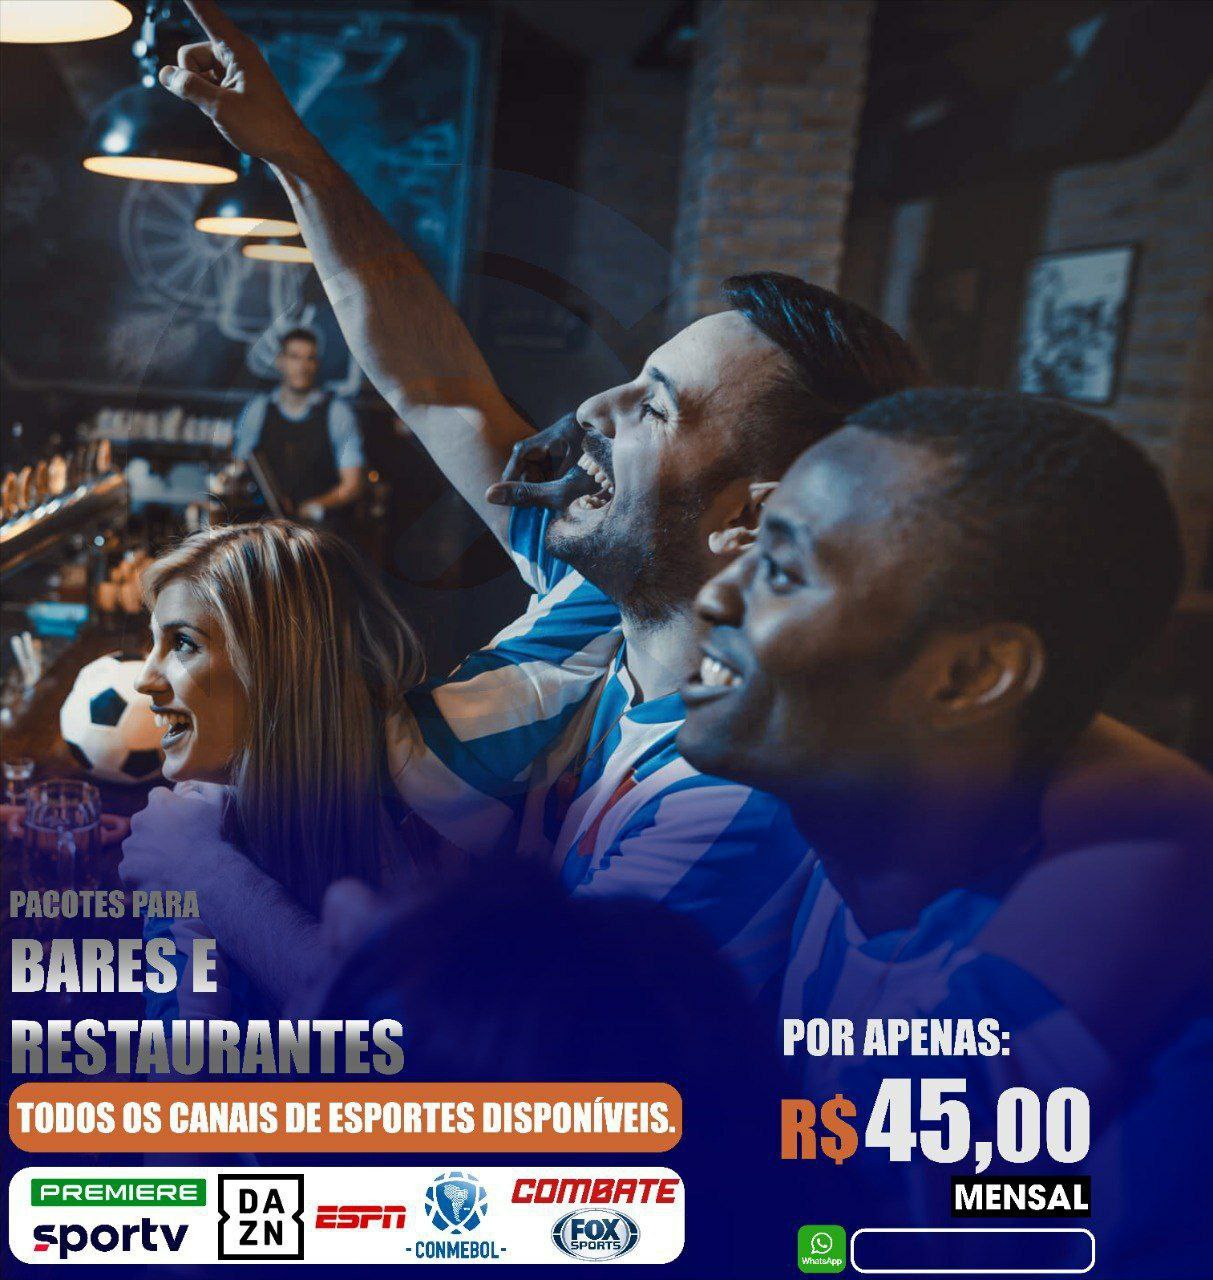 PACOTES PARA
BARES E
RESTAURANTES
TODOS OS CANAIS DE ESPORTES DISPONÍVEIS.
PREMIERE
sportv
DA
ZN
ESPN
- CONMEBOL -
COMBATE
FOX
SPORTS
POR APENAS:
R$45,00
MENSAL
WhatsApp